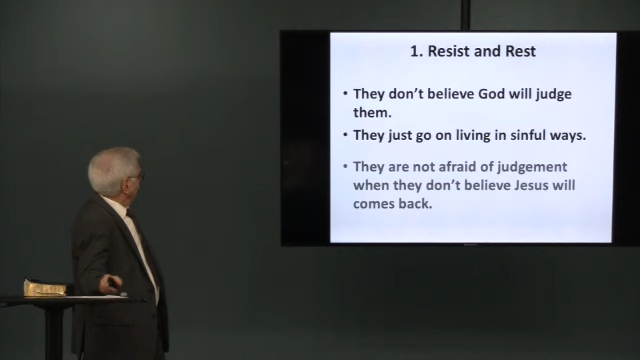 1. Resist and Rest
• They don't believe God will judge
them.
• They just go on living in sinful ways.
• They are not afraid of judgement
when they don't believe Jesus will
comes back.